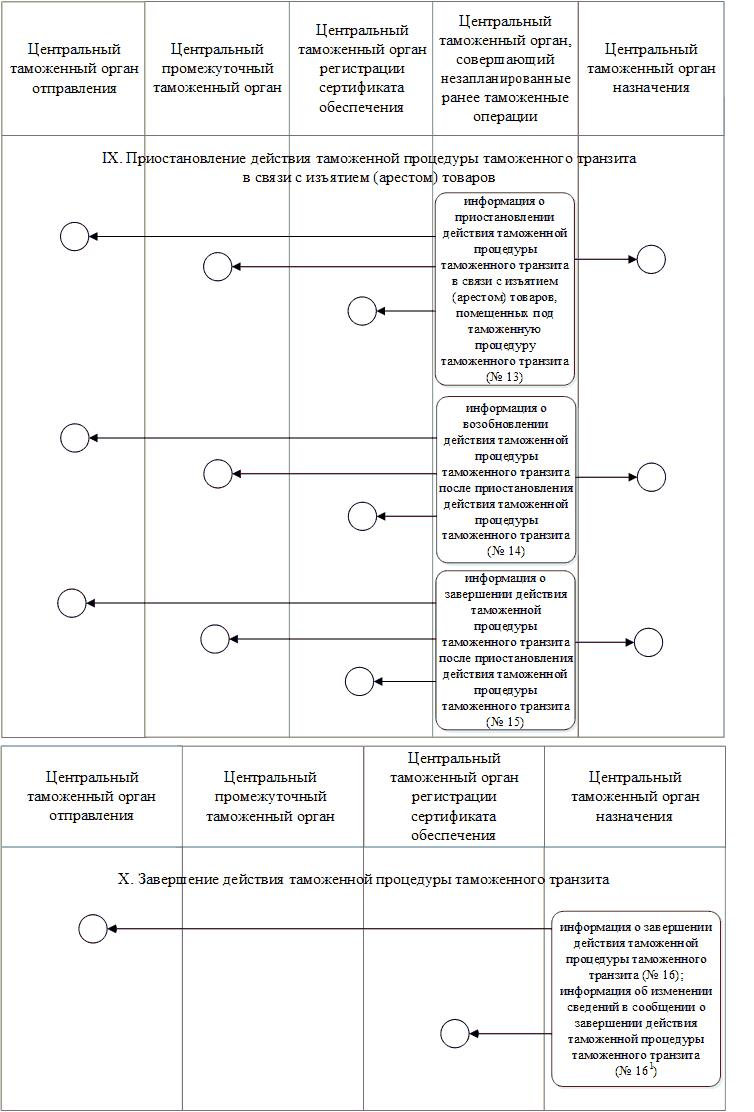 Центральный
таможенный орган
отправления
Центральный
промежуточный
таможенный орган
Центральный
таможенный орган
регистрации
сертификата
обеспечения
Центральный
таможенный орган,
совершающий
незапланированные
ранее таможенные
операции
Центральный
таможенный орган
назначения
IX. Приостановление действия таможенной процедуры таможенного транзита
в связи с изъятием (арестом) товаров
информация о
приостановлении
действия таможенной
процедуры
таможенного транзита
в связи с изъятием
(арестом) товаров,
помещенных под
таможенную
процедуру
таможенного транзита
(№ 13)
информация о
возобновлении
действия таможенной
процедуры
таможенного транзита
после приостановления
действия таможенной
процедуры
таможенного транзита
(№ 14)
информация о
завершении действия
таможенной
процедуры
таможенного транзита
после приостановления
действия таможенной
процедуры
таможенного транзита
(№ 15)
Центральный
таможенный орган
отправления
Центральный
промежуточный
таможенный орган
Центральный
таможенный орган
регистрации
сертификата
обеспечения
Центральный
таможенный орган
назначения
X. Завершение действия таможенной процедуры таможенного транзита
информация о завершении
действия таможенной
процедуры таможенного
транзита (№ 16);
информация об изменении
сведений в сообщении о
завершении действия
таможенной процедуры
таможенного транзита
(№ 16¹)